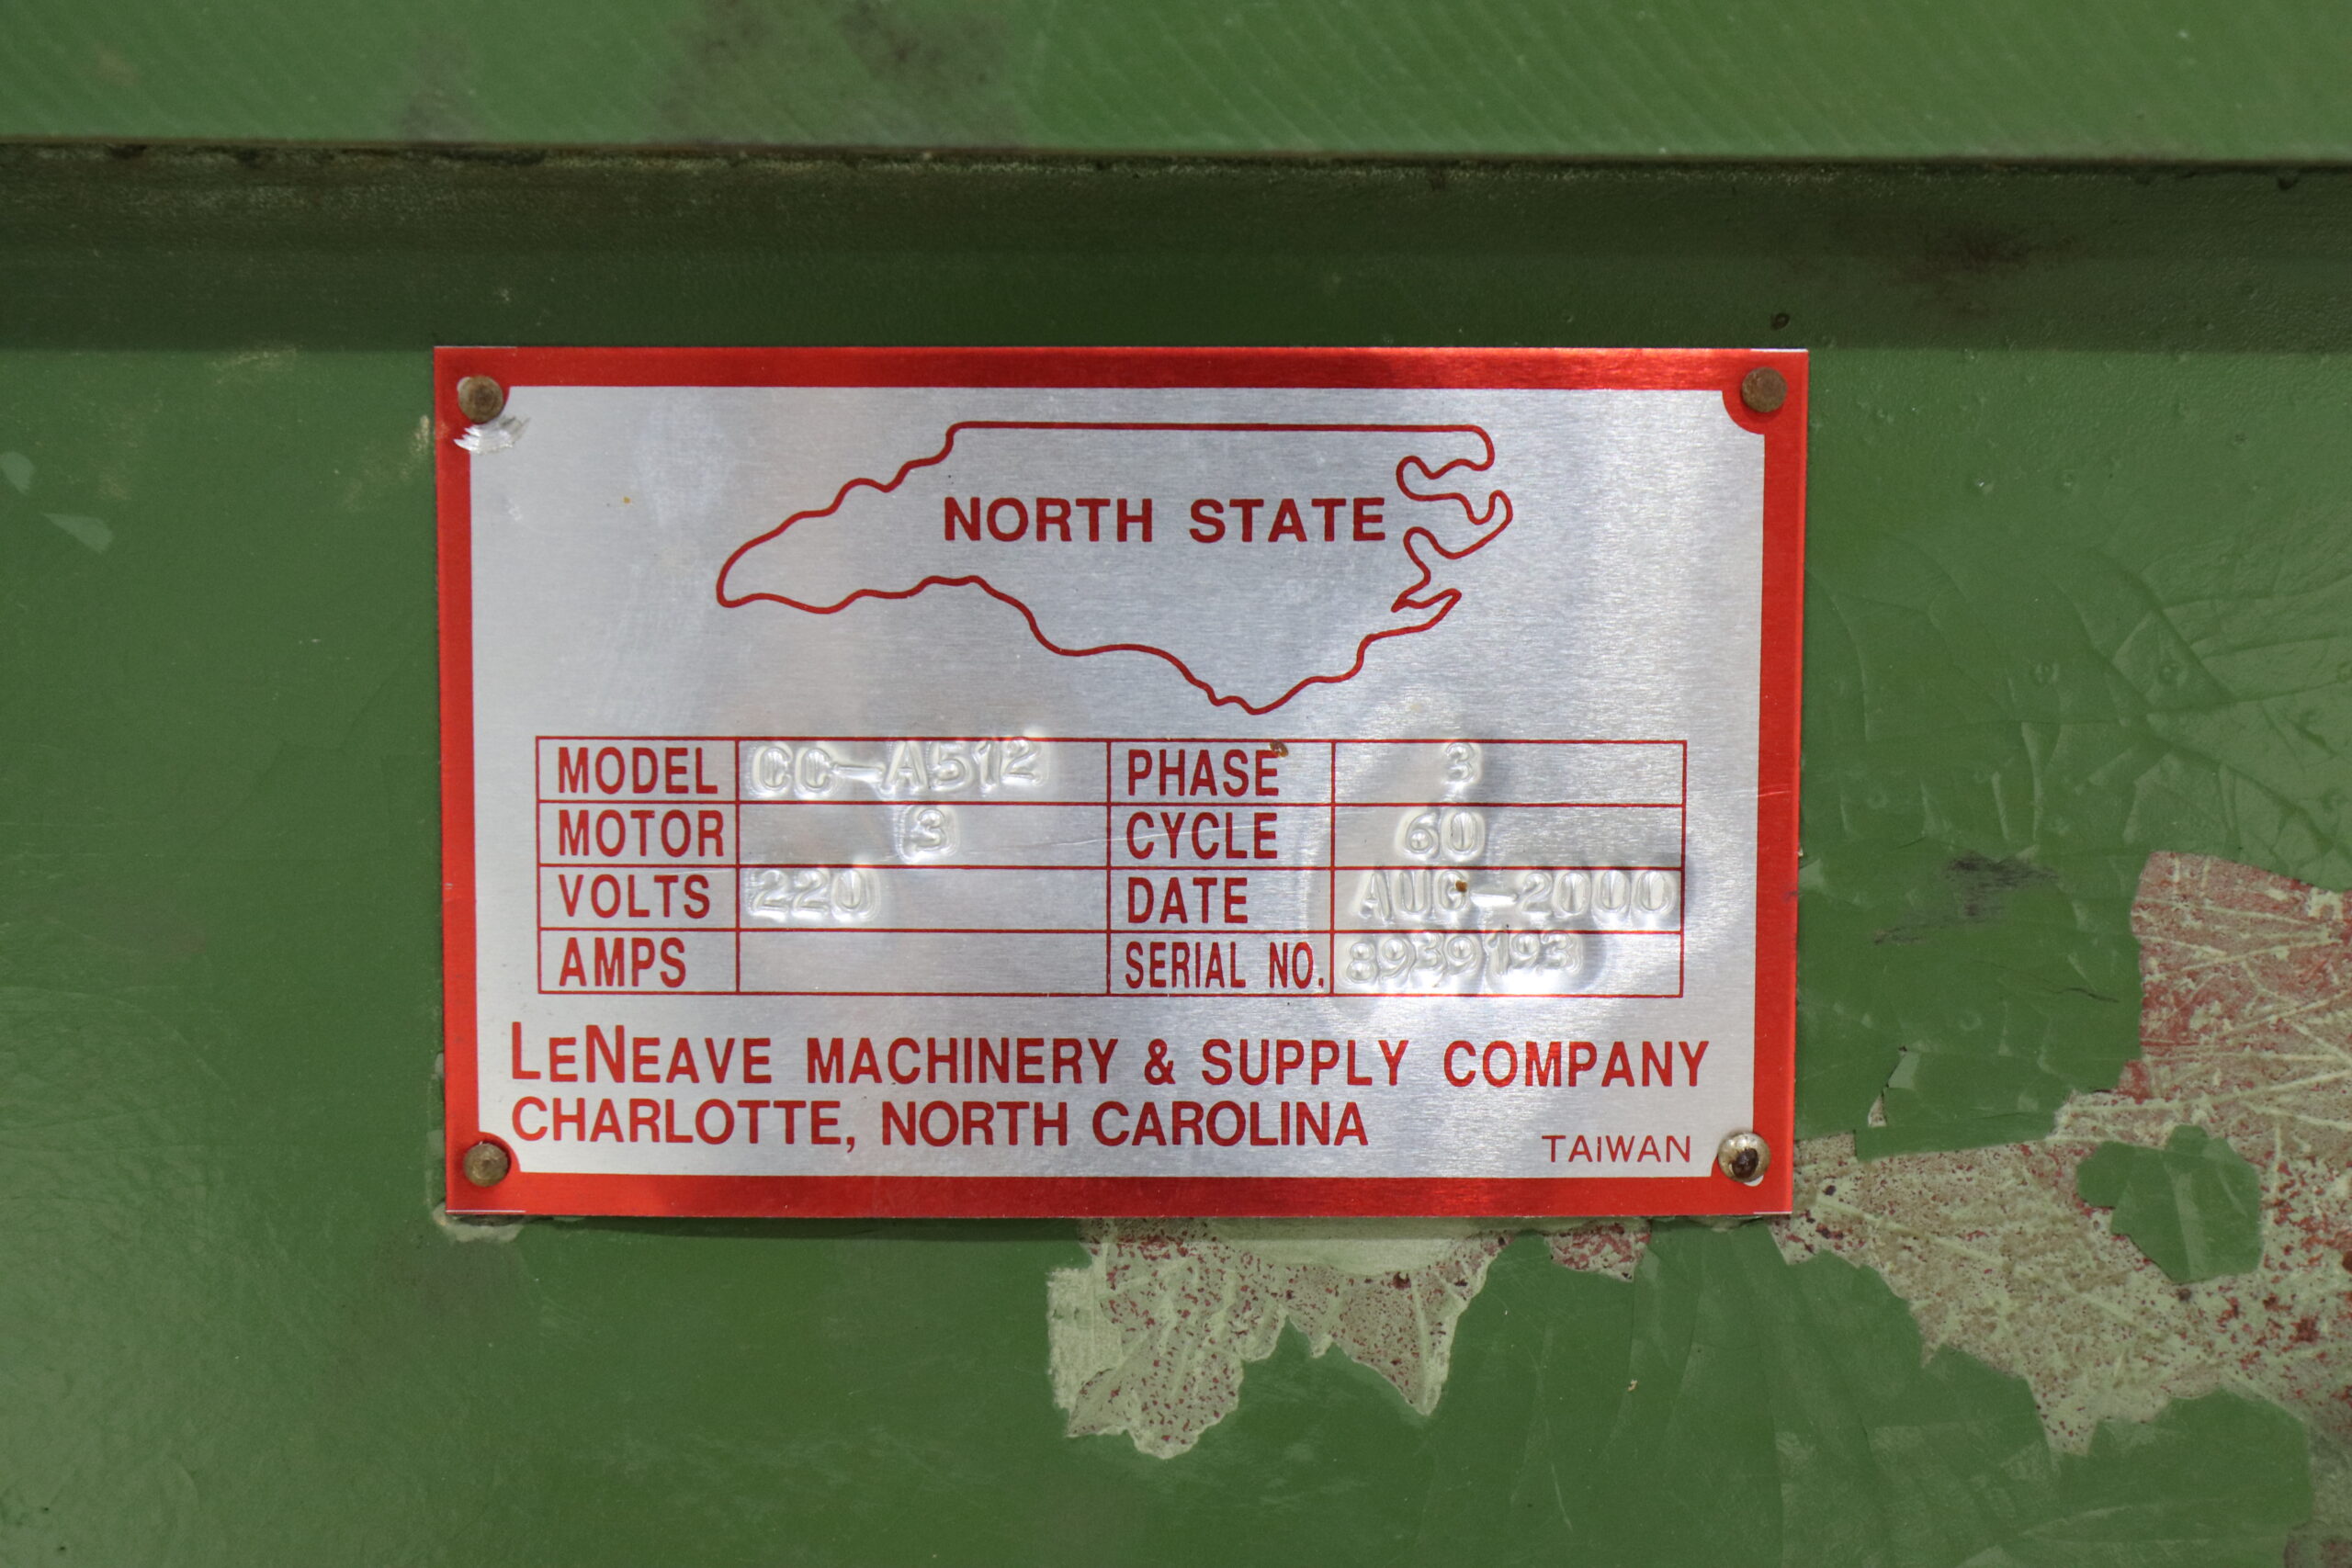 NORTH STATE
MODEL CC-A512 PHASE 3
MOTOR 3 CYCLE 60
VOLTS 220 DATE AUG-2000
AMPS SERIAL NO. 8939193
LENEAVE MACHINERY & SUPPLY COMPANY
CHARLOTTE, NORTH CAROLINA
TAIWAN